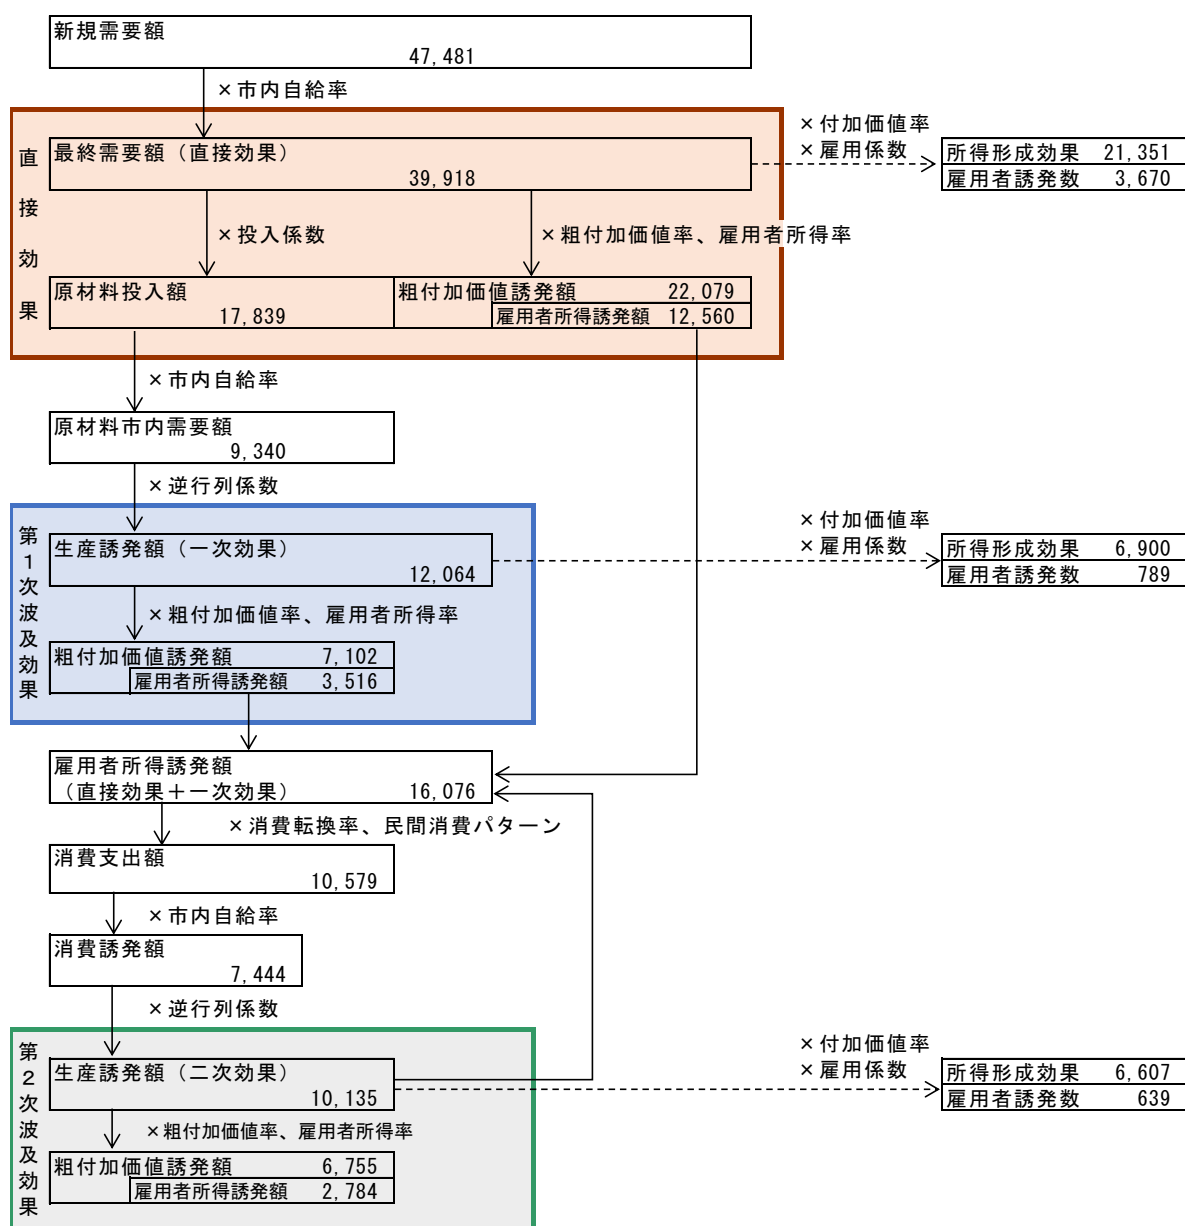 新規需要額
47,481
×市内自給率
直接効果
最終需要額（直接効果）
39,918
×付加価値率
×雇用係数
所得形成効果 21,351
雇用者誘発数 3,670
×投入係数
×粗付加価値率、雇用者所得率
原材料投入額
17,839
粗付加価値誘発額 22,079
雇用者所得誘発額 12,560
×市内自給率
原材料市内需要額
9,340
×逆行列係数
第1次波及効果
生産誘発額（一次効果）
12,064
×付加価値率
×雇用係数
所得形成効果 6,900
雇用者誘発数 789
×粗付加価値率、雇用者所得率
粗付加価値誘発額 7,102
雇用者所得誘発額 3,516
雇用者所得誘発額
（直接効果＋一次効果） 16,076
×消費転換率、民間消費パターン
消費支出額
10,579
×市内自給率
消費誘発額
7,444
×逆行列係数
第2次波及効果
生産誘発額（二次効果）
10,135
×付加価値率
×雇用係数
所得形成効果 6,607
雇用者誘発数 639
×粗付加価値率、雇用者所得率
粗付加価値誘発額 6,755
雇用者所得誘発額 2,784